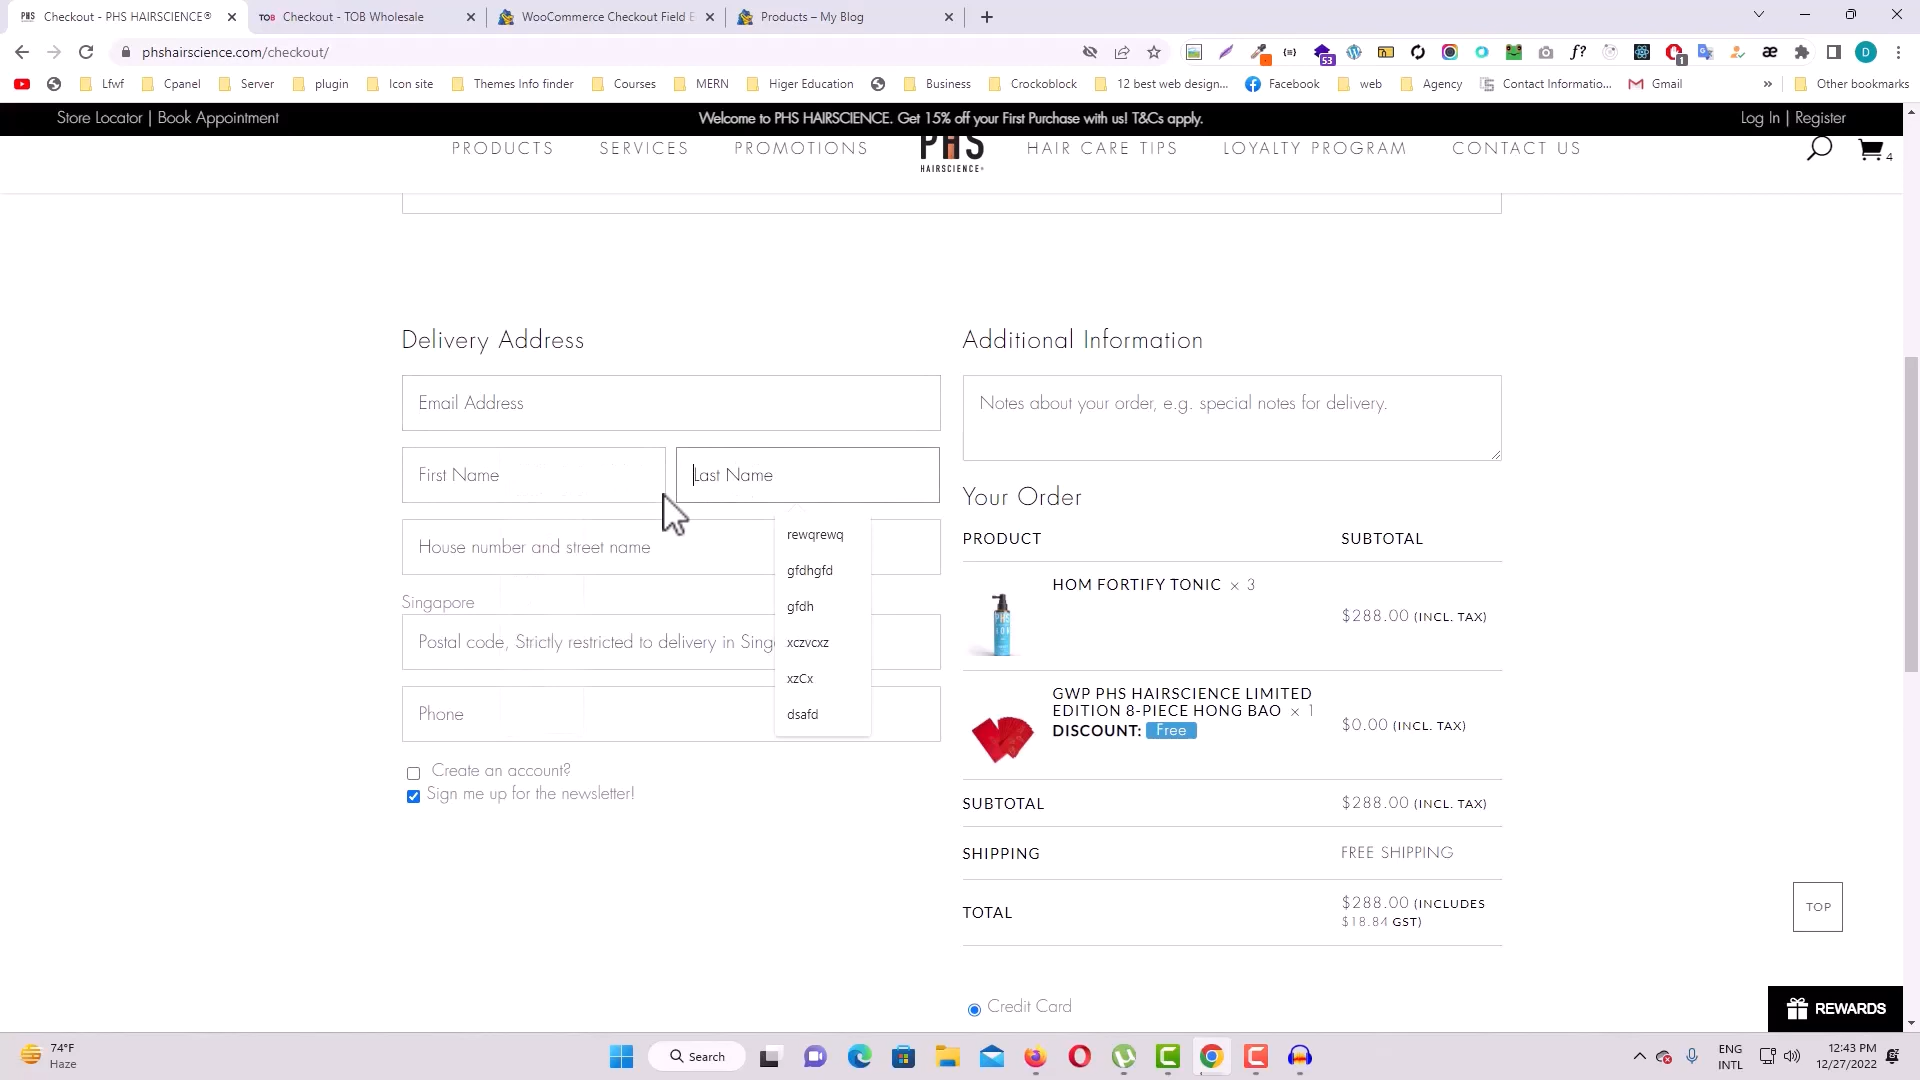 Checkout - PHS HAIRSCIENCE®
Checkout - TOB Wholesale
WooCommerce Checkout Field E
Products – My Blog
phshairscience.com/checkout/
Lfwf
Cpanel
Server
plugin
Icon site
Themes Info finder
Courses
MERN
Higer Education
Business
Crockoblock
12 best web design...
Facebook
web
Agency
Contact Informatio...
Gmail
»
Other bookmarks
Store Locator | Book Appointment
Welcome to PHS HAIRSCIENCE. Get 15% off your First Purchase with us! T&Cs apply.
Log In | Register
PRODUCTS
SERVICES
PROMOTIONS
PHS
HAIRSCIENCE®
HAIR CARE TIPS
LOYALTY PROGRAM
CONTACT US
4
Delivery Address
Email Address
First Name
Last Name
House number and street name
Singapore
Postal code, Strictly restricted to delivery in Sing
Phone
rewqrewq
gfdhgfd
gfdh
xczvcxz
xzCx
dsafd
Create an account?
Sign me up for the newsletter!
Additional Information
Notes about your order, e.g. special notes for delivery.
Your Order
PRODUCT
SUBTOTAL
HOM FORTIFY TONIC × 3
$288.00 (INCL. TAX)
GWP PHS HAIRSCIENCE LIMITED
EDITION 8-PIECE HONG BAO × 1
DISCOUNT: Free
$0.00 (INCL. TAX)
SUBTOTAL
$288.00 (INCL. TAX)
SHIPPING
FREE SHIPPING
TOTAL
$288.00 (INCLUDES
$18.84 GST)
Credit Card
TOP
REWARDS
74°F
Haze
Search
ENG
INTL
12:43 PM
12/27/2022